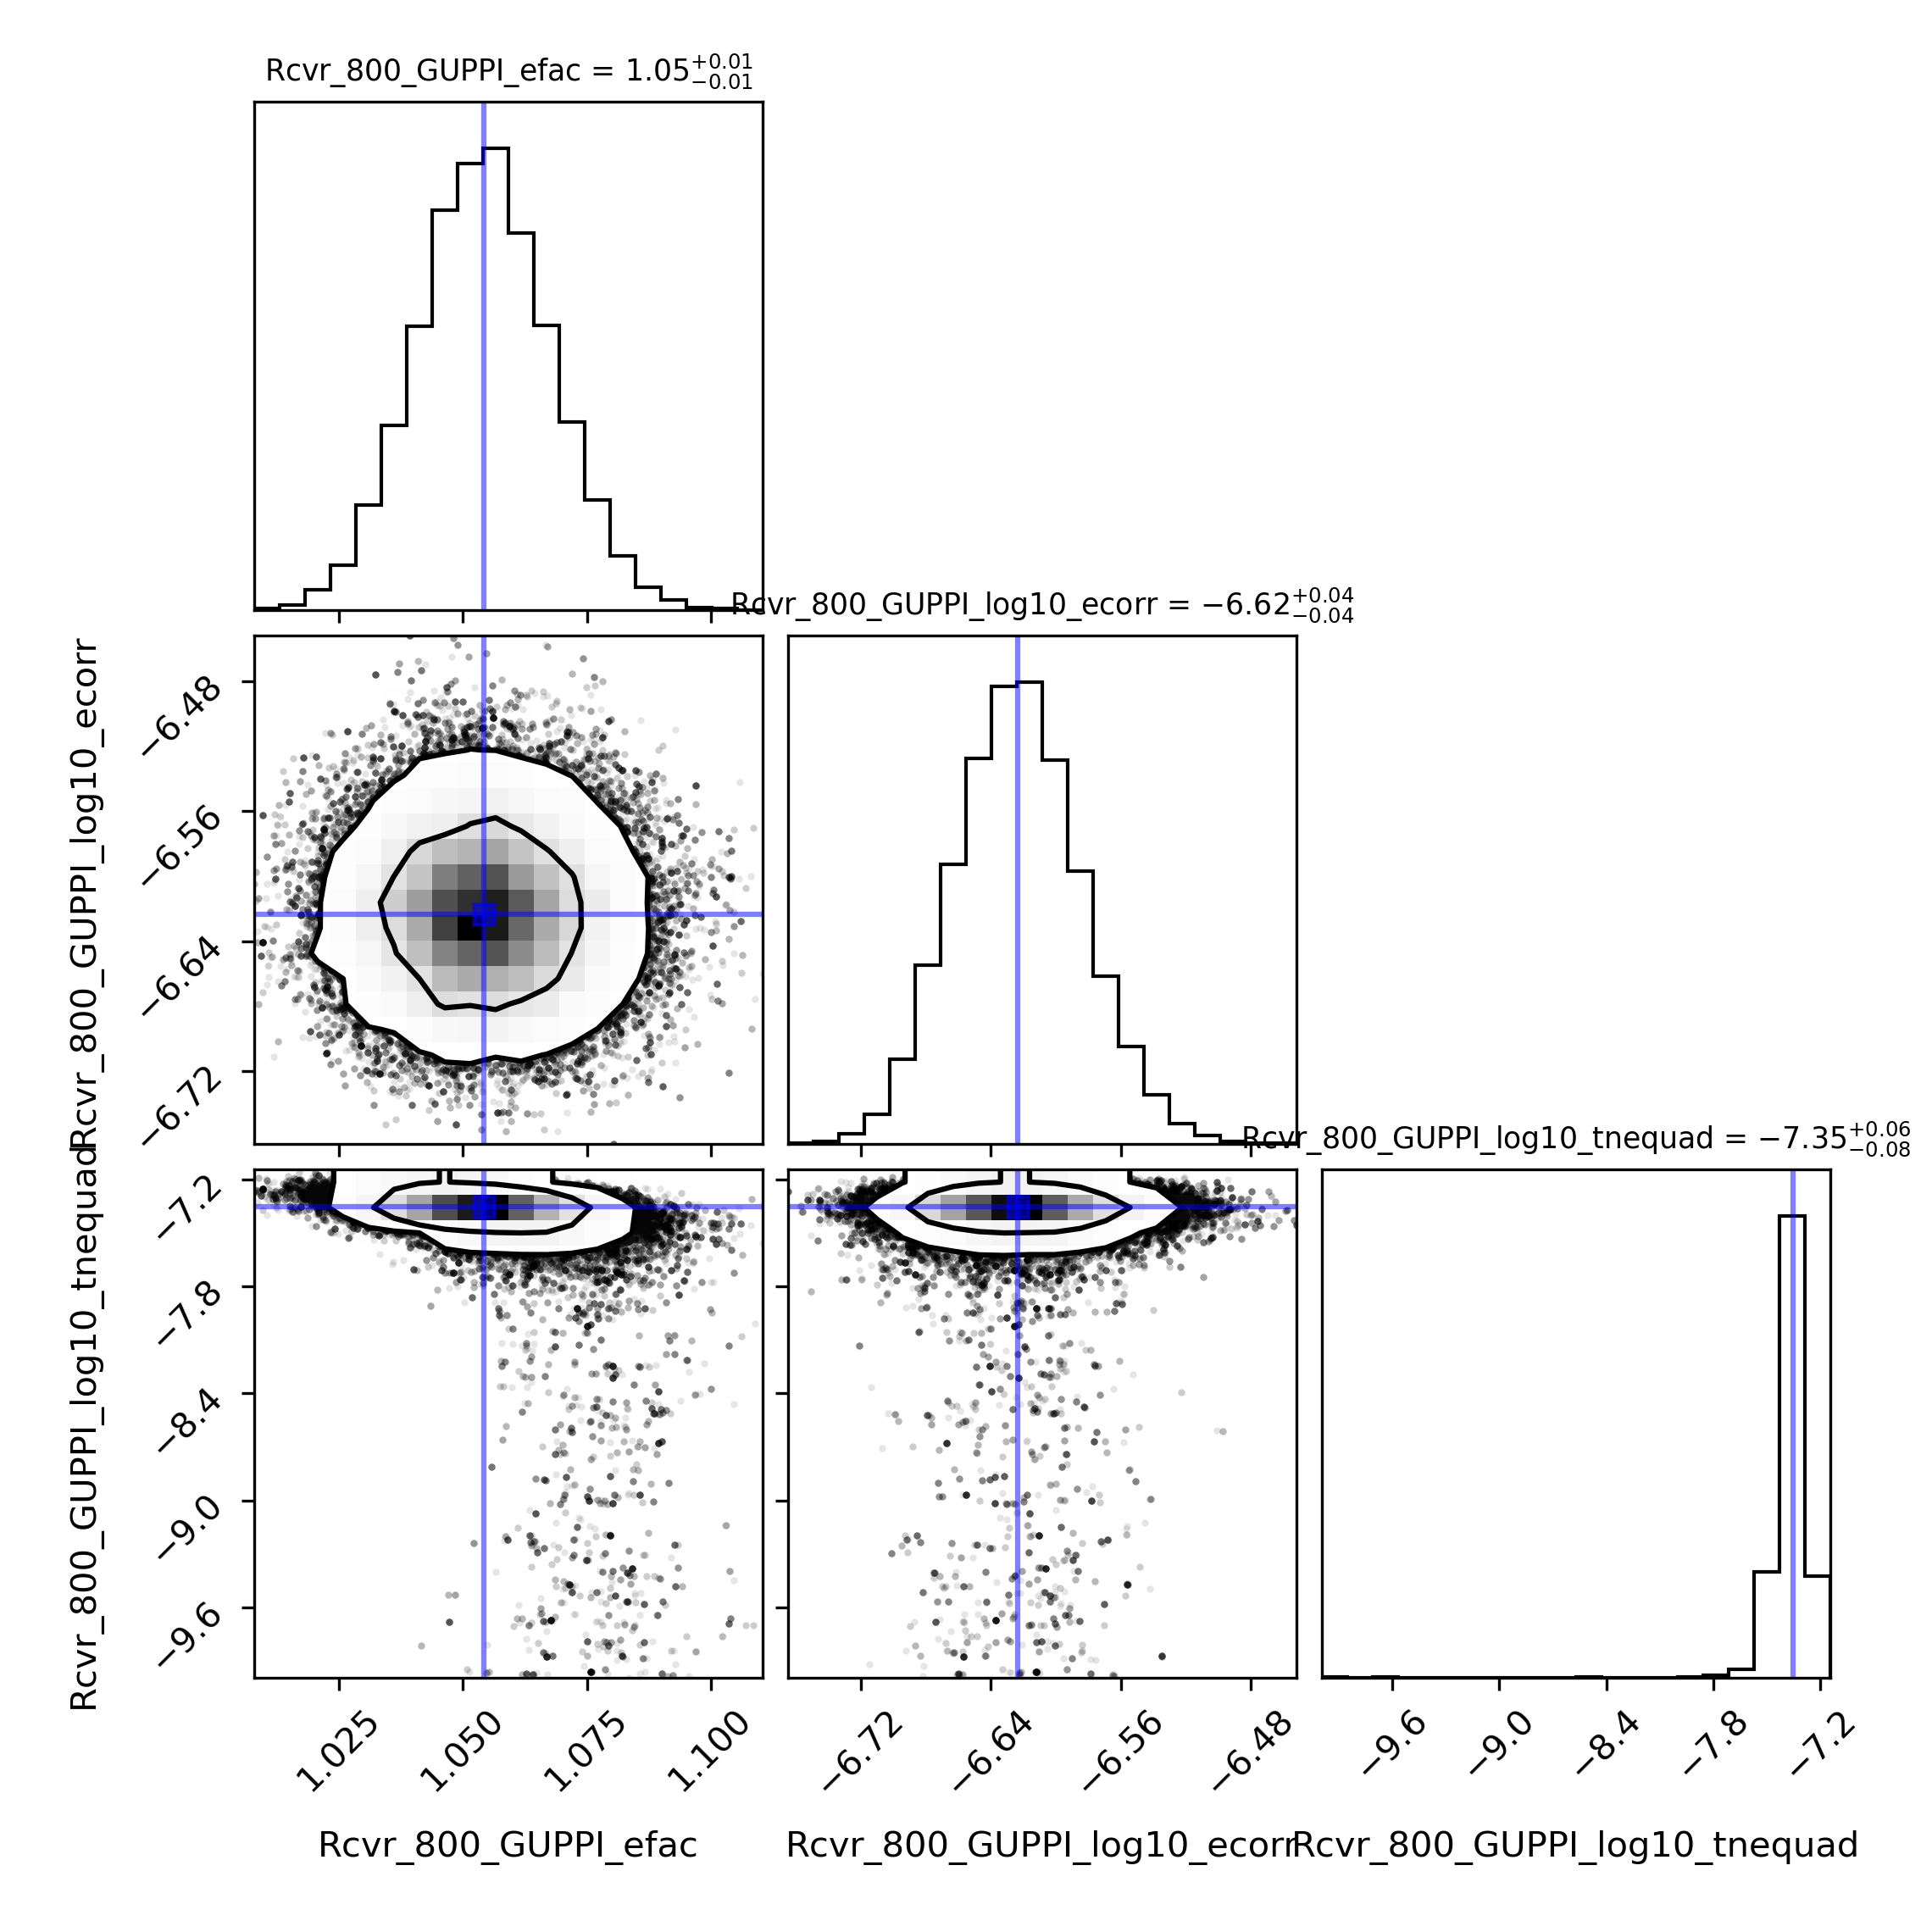 Rcvr_800_GUPPI_efac = 1.05+0.01−0.01
Rcvr_800_GUPPI_log10_ecorr = −6.62+0.04−0.04
Rcvr_800_GUPPI_log10_ecorr
−6.48
−6.56
−6.64
−6.72
Rcvr_800_GUPPI_log10_tnequad = −7.35+0.06−0.08
Rcvr_800_GUPPI_log10_tnequad
−7.2
−7.8
−8.4
−9.0
−9.6
1.025 1.050 1.075 1.100
−6.72 −6.64 −6.56 −6.48
−9.6 −9.0 −8.4 −7.8 −7.2
Rcvr_800_GUPPI_efac
Rcvr_800_GUPPI_log10_ecorr
Rcvr_800_GUPPI_log10_tnequad